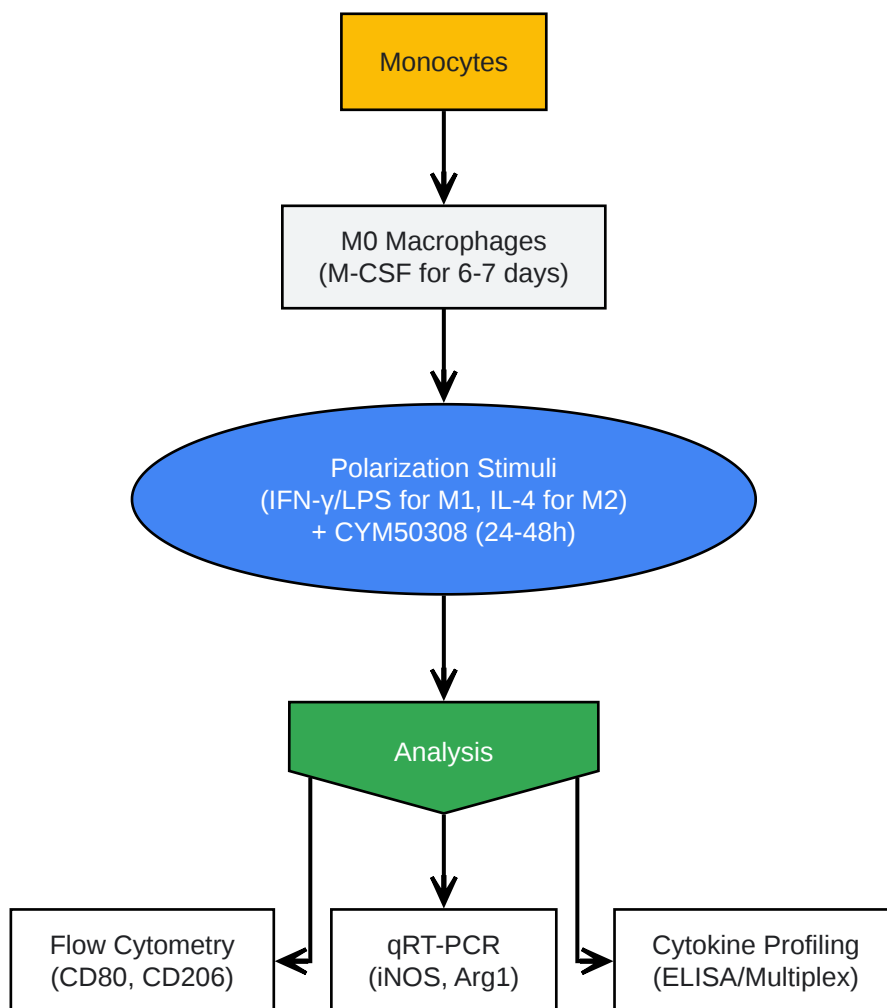 Monocytes
M0 Macrophages
(M-CSF for 6-7 days)
Polarization Stimuli
(IFN-γ/LPS for M1, IL-4 for M2)
+ CYM50308 (24-48h)
Analysis
Flow Cytometry
(CD80, CD206)
qRT-PCR
(iNOS, Arg1)
Cytokine Profiling
(ELISA/Multiplex)